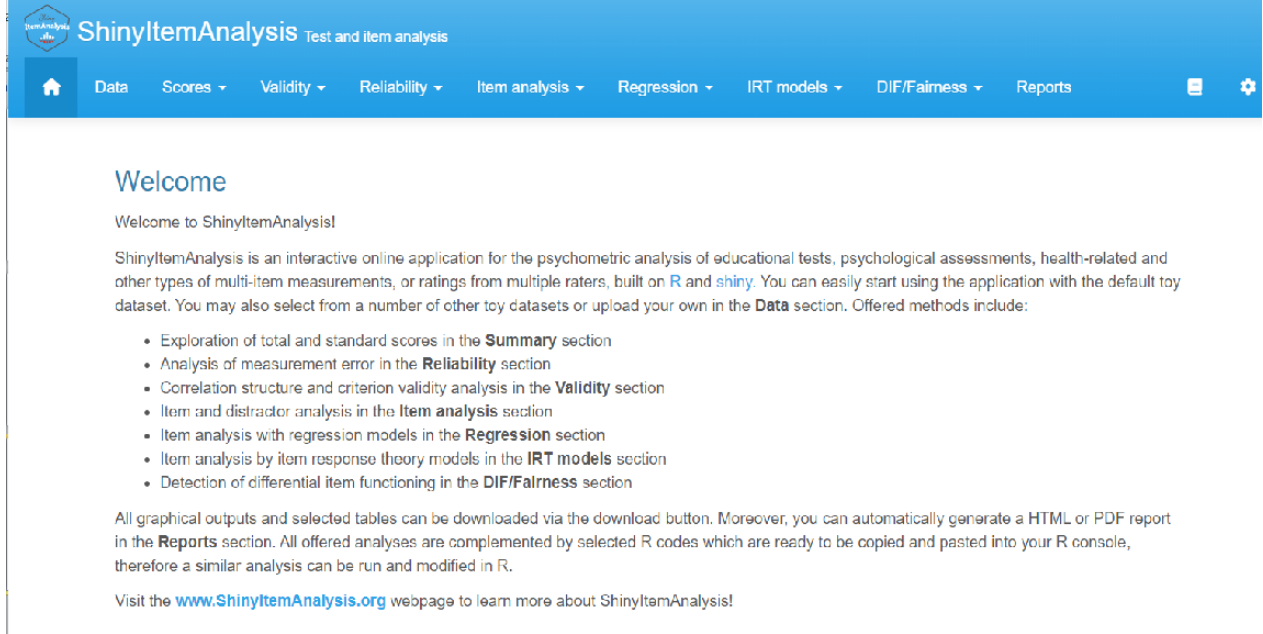 Shiny
ItemAnalysis
ShinyItemAnalysis Test and item analysis
Data Scores Validity Reliability Item analysis Regression IRT models DIF/Fairness Reports
Welcome
Welcome to ShinyItemAnalysis!
ShinyItemAnalysis is an interactive online application for the psychometric analysis of educational tests, psychological assessments, health-related and
other types of multi-item measurements, or ratings from multiple raters, built on R and shiny. You can easily start using the application with the default toy
dataset. You may also select from a number of other toy datasets or upload your own in the Data section. Offered methods include:
• Exploration of total and standard scores in the Summary section
• Analysis of measurement error in the Reliability section
• Correlation structure and criterion validity analysis in the Validity section
• Item and distractor analysis in the Item analysis section
• Item analysis with regression models in the Regression section
• Item analysis by item response theory models in the IRT models section
• Detection of differential item functioning in the DIF/Fairness section
All graphical outputs and selected tables can be downloaded via the download button. Moreover, you can automatically generate a HTML or PDF report
in the Reports section. All offered analyses are complemented by selected R codes which are ready to be copied and pasted into your R console,
therefore a similar analysis can be run and modified in R.
Visit the www.ShinyItemAnalysis.org webpage to learn more about ShinyItemAnalysis!